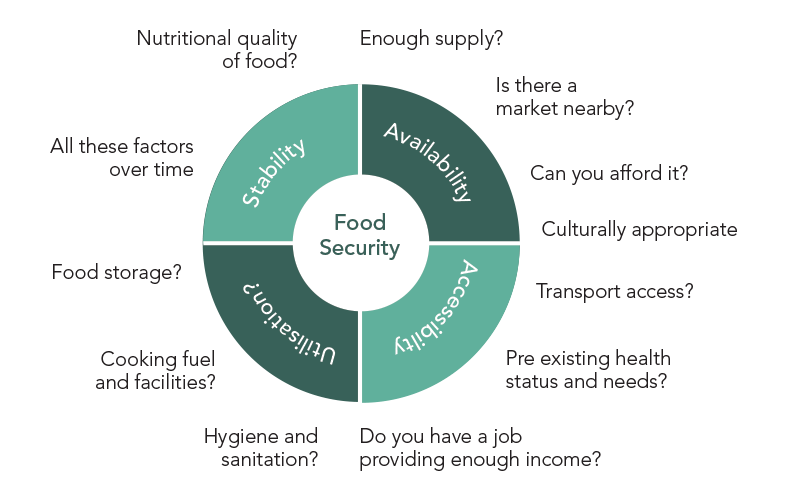 Nutritional quality
of food?
Enough supply?
Is there a
market nearby?
All these factors
over time
Can you afford it?
Stability
Availability
Food
Security
Culturally appropriate
Food storage?
Transport access?
Utilisation?
Accessibilty
Cooking fuel
and facilities?
Pre existing health
status and needs?
Hygiene and
sanitation?
Do you have a job
providing enough income?